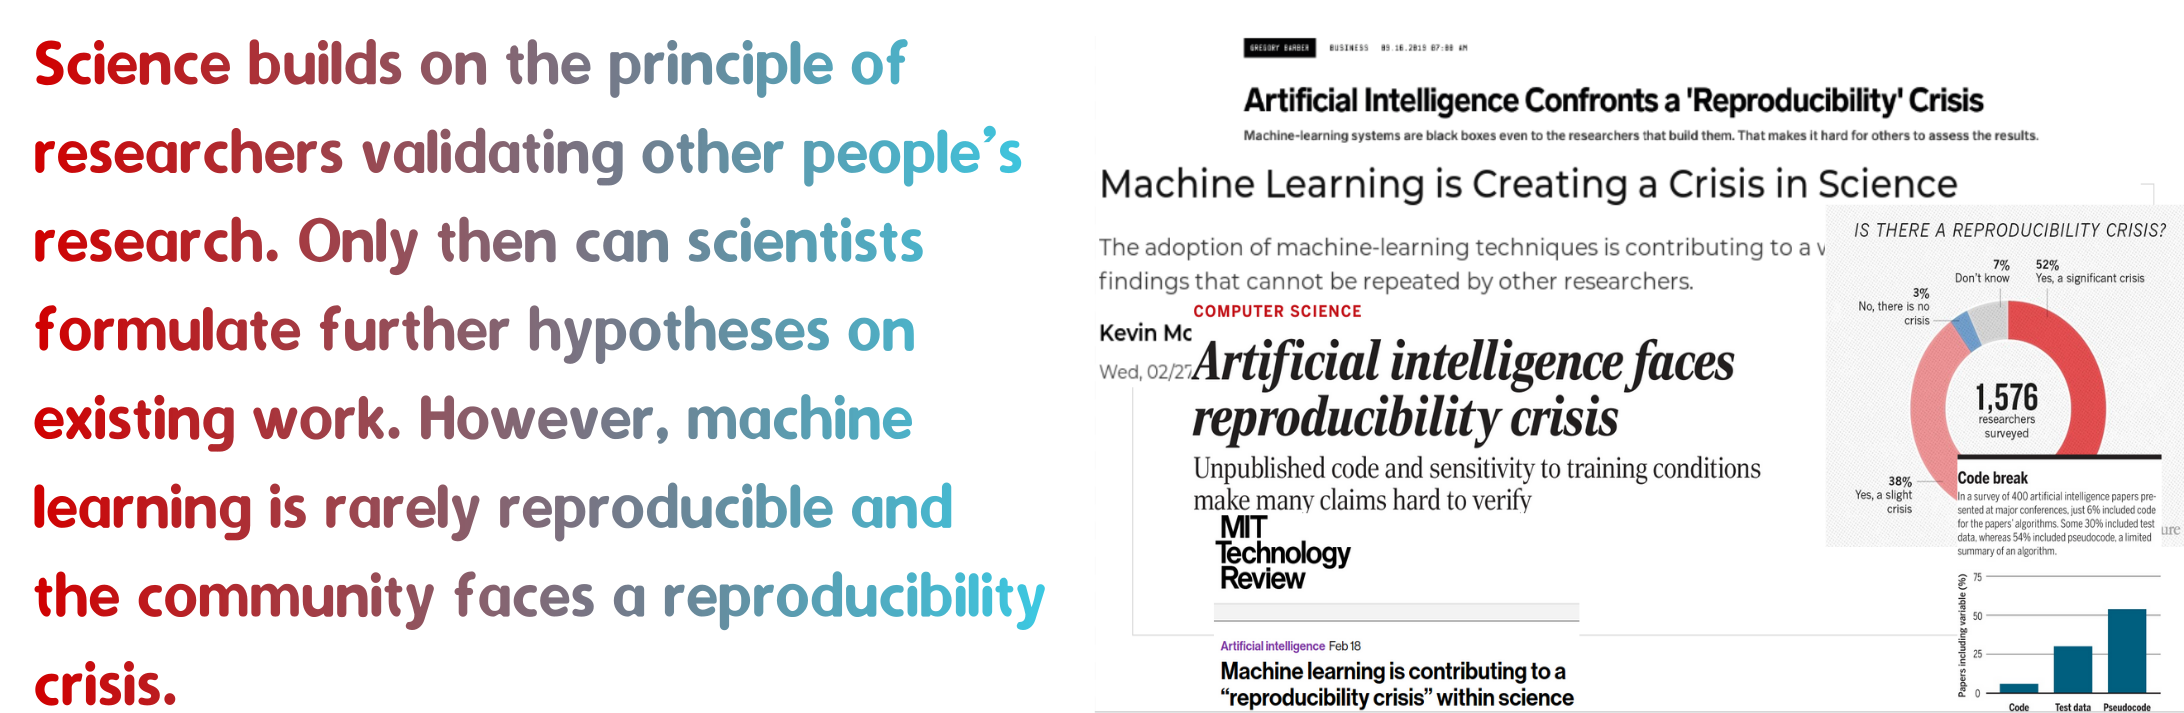 Science builds on the principle of
researchers validating other people’s
research. Only then can scientists
formulate further hypotheses on
existing work. However, machine
learning is rarely reproducible and
the community faces a reproducibility
crisis.
GREGORY BARBER BUSINESS 09.16.2019 07:00 AM
Artificial Intelligence Confronts a 'Reproducibility' Crisis
Machine-learning systems are black boxes even to the researchers that build them. That makes it hard for others to assess the results.
Machine Learning is Creating a Crisis in Science
The adoption of machine-learning techniques is contributing to a
findings that cannot be repeated by other researchers.
Kevin Mc
Wed, 02/27
COMPUTER SCIENCE
Artificial intelligence faces
reproducibility crisis
Unpublished code and sensitivity to training conditions
make many claims hard to verify
MIT
Technology
Review
Artificial intelligence Feb 18
Machine learning is contributing to a
“reproducibility crisis” within science
IS THERE A REPRODUCIBILITY CRISIS?
7%
Don't know
52%
Yes, a significant crisis
3%
No, there is no
crisis
1,576
researchers
surveyed
38%
Yes, a slight
crisis
Code break
In a survey of 400 artificial intelligence papers pre-
sented at major conferences, just 6% included code
for the papers' algorithms. Some 30% included test
data, whereas 54% included pseudocode, a limited
summary of an algorithm.
ure
Papers including variable (%)
75
50
25
0
Code Test data Pseudocode